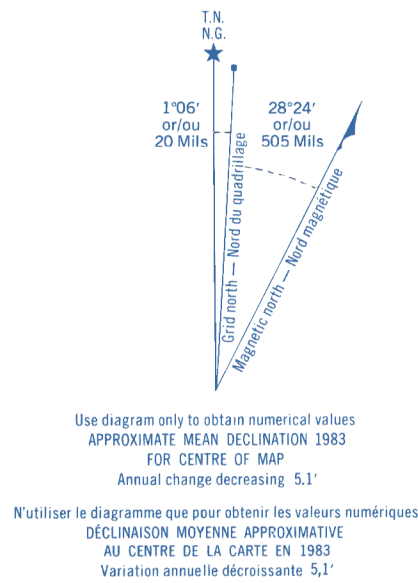 T.N.
N.G.
1°06′
or/ou
20 Mils
28°24′
or/ou
505 Mils
Grid north — Nord du quadrillage
Magnetic north — Nord magnétique
Use diagram only to obtain numerical values
APPROXIMATE MEAN DECLINATION 1983
FOR CENTRE OF MAP
Annual change decreasing 5.1′
N'utiliser le diagramme que pour obtenir les valeurs numériques
DÉCLINAISON MOYENNE APPROXIMATIVE
AU CENTRE DE LA CARTE EN 1983
Variation annuelle décroissante 5,1′